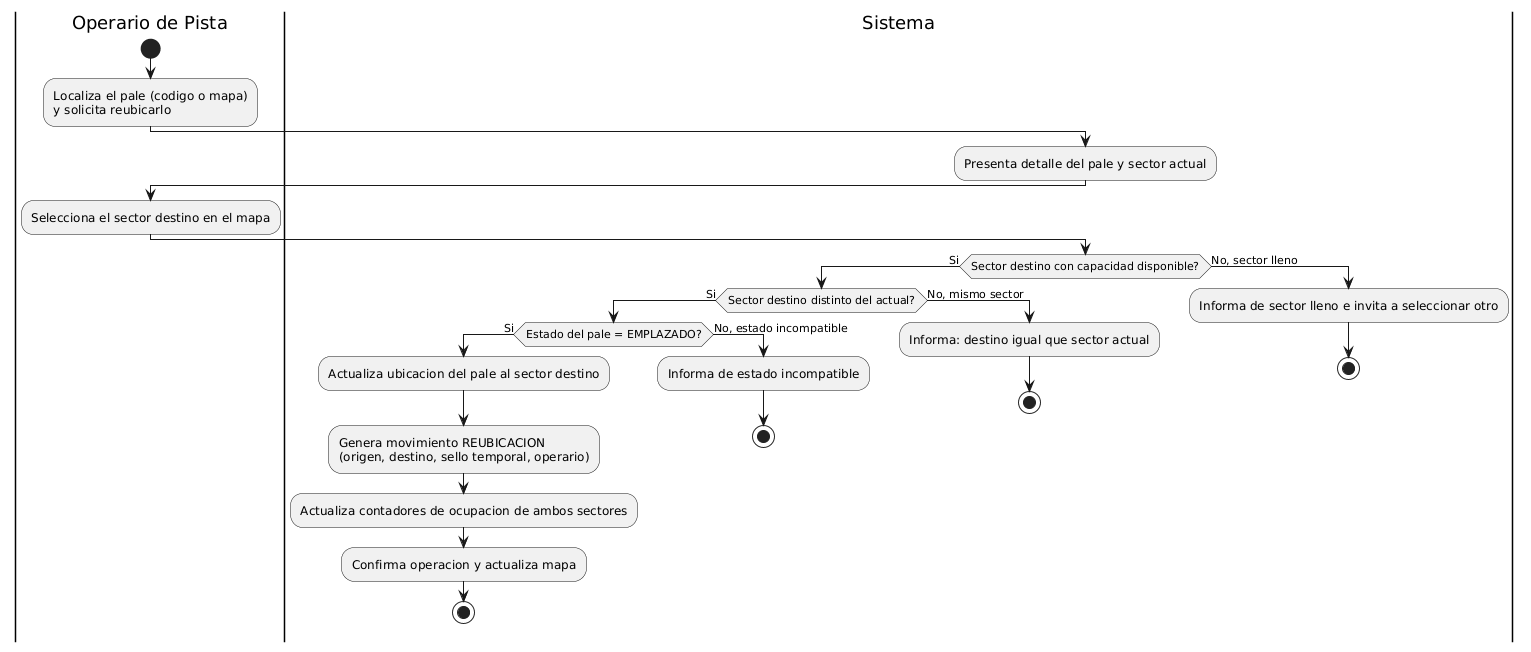 Operario de Pista
Sistema
Localiza el pale (codigo o mapa)
y solicita reubicarlo
Presenta detalle del pale y sector actual
Selecciona el sector destino en el mapa
Si
Sector destino con capacidad disponible?
No, sector lleno
Si
Sector destino distinto del actual?
No, mismo sector
Informa de sector lleno e invita a seleccionar otro
Si
Estado del pale = EMPLAZADO?
No, estado incompatible
Informa: destino igual que sector actual
Actualiza ubicacion del pale al sector destino
Informa de estado incompatible
Genera movimiento REUBICACION
(origen, destino, sello temporal, operario)
Actualiza contadores de ocupacion de ambos sectores
Confirma operacion y actualiza mapa